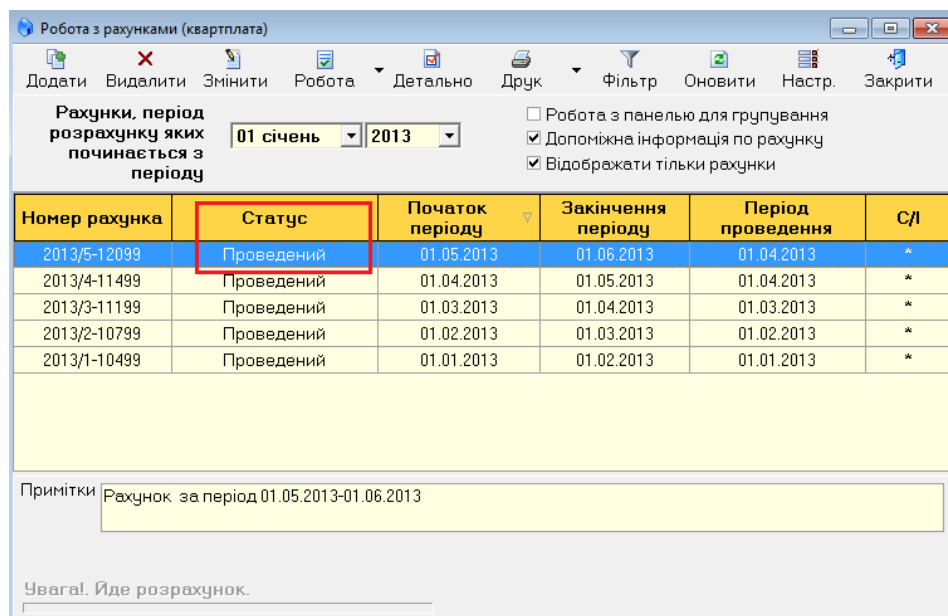 Робота з рахунками (квартплата)
Додати Видалити Змінити Робота Детально Друк Фільтр Оновити Настр. Закрити
Рахунки, період
розрахунку яких
починається з
періоду
01 січень 2013
Робота з панелью для групування
Допоміжна інформація по рахунку
Відображати тільки рахунки
Номер рахунка Статус Початок періоду Закінчення періоду Період проведення С/І
2013/5-12099 Проведений 01.05.2013 01.06.2013 01.04.2013 *
2013/4-11499 Проведений 01.04.2013 01.05.2013 01.04.2013 *
2013/3-11199 Проведений 01.03.2013 01.04.2013 01.03.2013 *
2013/2-10799 Проведений 01.02.2013 01.03.2013 01.02.2013 *
2013/1-10499 Проведений 01.01.2013 01.02.2013 01.01.2013 *
Примітки Рахунок за період 01.05.2013-01.06.2013
Увага!. Йде розрахунок.